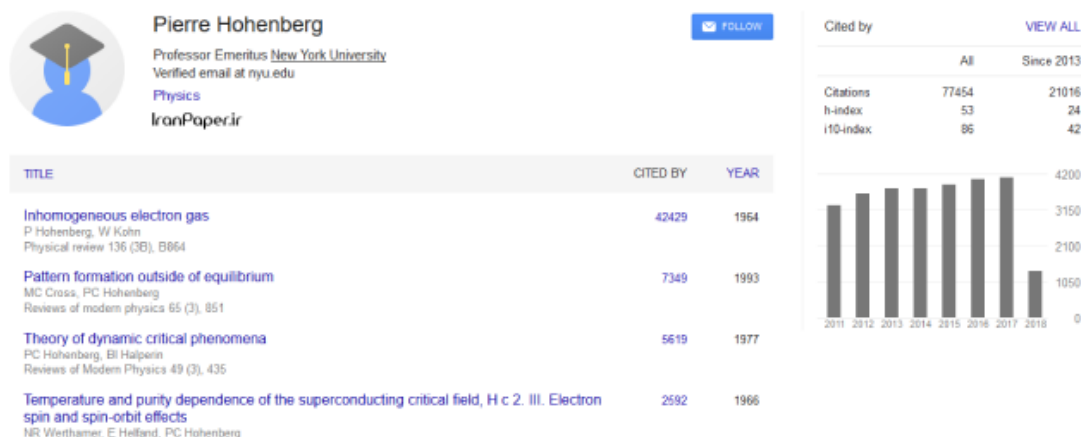 Pierre Hohenberg
FOLLOW
Professor Emeritus New York University
Verified email at nyu.edu
Physics
IranPaper.ir
TITLE CITED BY YEAR
Inhomogeneous electron gas 42429 1964
P Hohenberg, W Kohn
Physical review 136 (3B), B864
Pattern formation outside of equilibrium 7349 1993
MC Cross, PC Hohenberg
Reviews of modern physics 65 (3), 851
Theory of dynamic critical phenomena 5619 1977
PC Hohenberg, BI Halperin
Reviews of Modern Physics 49 (3), 435
Temperature and purity dependence of the superconducting critical field, H c 2. III. Electron 2592 1966
spin and spin-orbit effects
NR Werthamer, E Helfand, PC Hohenberg
Cited by VIEW ALL
All Since 2013
Citations 77454 21016
h-index 53 24
i10-index 86 42
4200
3150
2100
1050
0
2011 2012 2013 2014 2015 2016 2017 2018